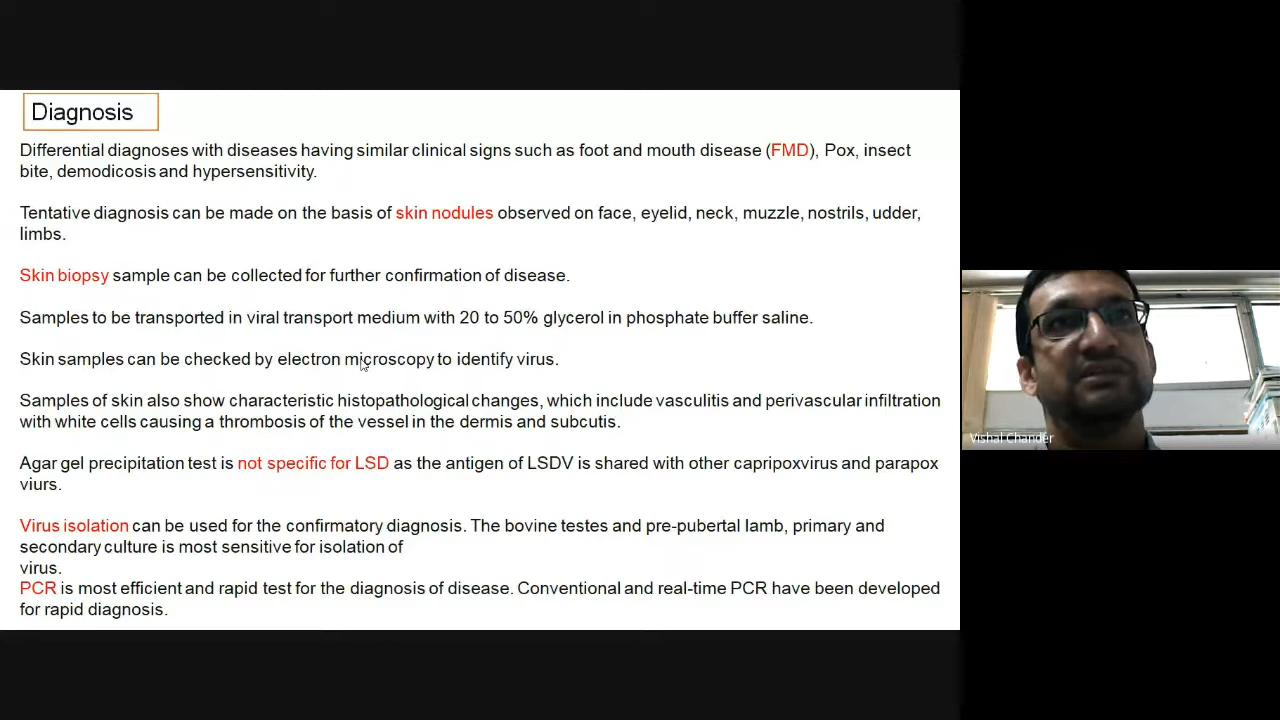 Diagnosis
Differential diagnoses with diseases having similar clinical signs such as foot and mouth disease (FMD), Pox, insect
bite, demodicosis and hypersensitivity.
Tentative diagnosis can be made on the basis of skin nodules observed on face, eyelid, neck, muzzle, nostrils, udder,
limbs.
Skin biopsy sample can be collected for further confirmation of disease.
Samples to be transported in viral transport medium with 20 to 50% glycerol in phosphate buffer saline.
Skin samples can be checked by electron microscopy to identify virus.
Samples of skin also show characteristic histopathological changes, which include vasculitis and perivascular infiltration
with white cells causing a thrombosis of the vessel in the dermis and subcutis.
Agar gel precipitation test is not specific for LSD as the antigen of LSDV is shared with other capripoxvirus and parapox
viurs.
Virus isolation can be used for the confirmatory diagnosis. The bovine testes and pre-pubertal lamb, primary and
secondary culture is most sensitive for isolation of
virus.
PCR is most efficient and rapid test for the diagnosis of disease. Conventional and real-time PCR have been developed
for rapid diagnosis.
Vishal Chander